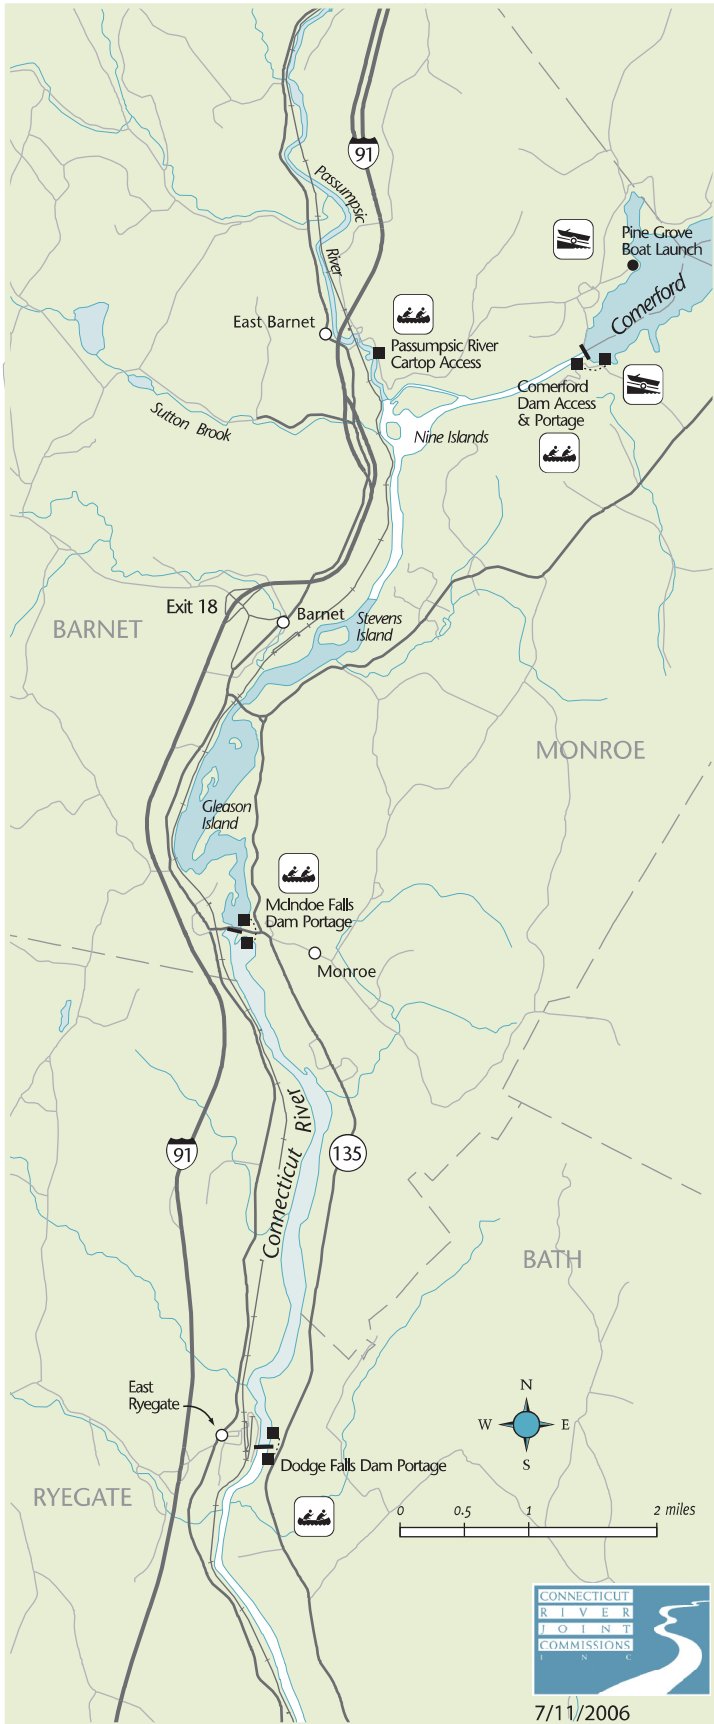 91
Passumpsic
River
Pine Grove
Boat Launch
Comerford
East Barnet
Passumpsic River
Cartop Access
Comerford
Dam Access
& Portage
Sutton Brook
Nine Islands
Exit 18
Barnet
Stevens
Island
BARNET
MONROE
Gleason
Island
McIndoe Falls
Dam Portage
Monroe
Connecticut River
91
135
BATH
East
Ryegate
N
W E
S
Dodge Falls Dam Portage
RYEGATE
0 0.5 1 2 miles
CONNECTICUT
RIVER
JOINT
COMMISSIONS
INC
7/11/2006